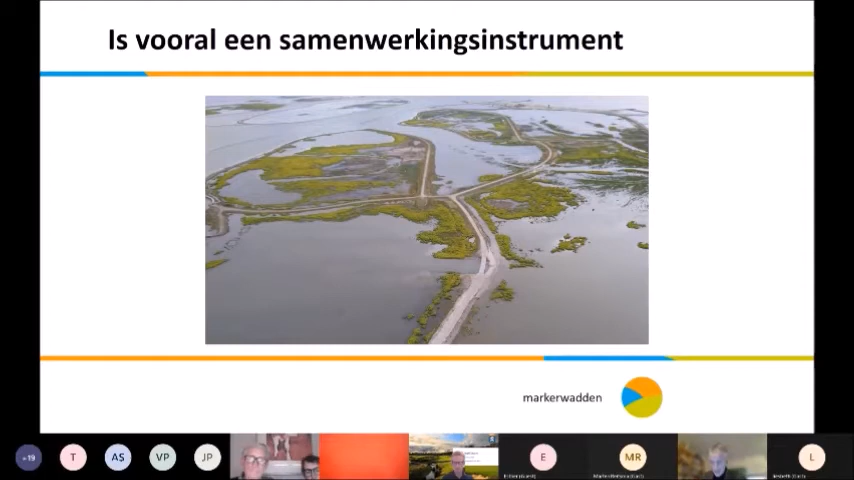 Is vooral een samenwerkingsinstrument
markerwadden
+19
T
AS
VP
JP
E
MR
L